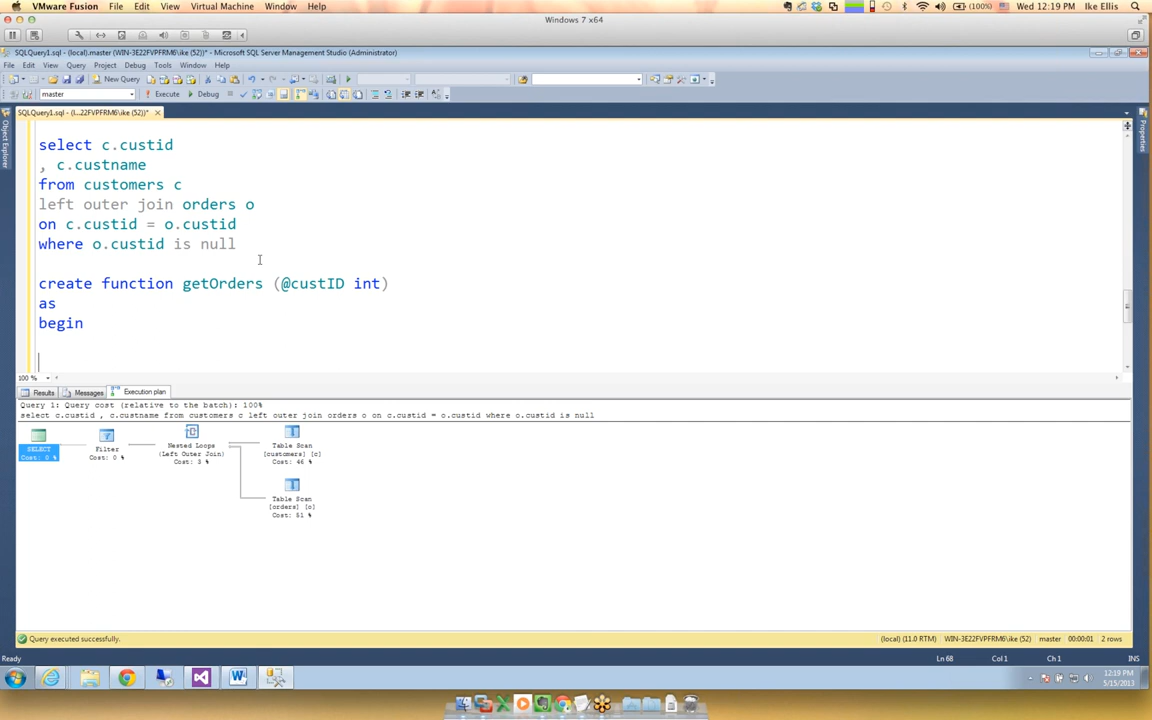 VMware Fusion File Edit View Virtual Machine Window Help (100%) Wed 12:19 PM Ike Ellis
Windows 7 x64
SQLQuery1.sql - (local).master (WIN-3E22FVPFRM6\ike (52))* - Microsoft SQL Server Management Studio (Administrator)
File Edit View Query Project Debug Tools Window Help
New Query
master Execute Debug
SQLQuery1.sql - (l...22FVPFRM6\ike (52))*
Object Explorer
Properties
select c.custid
, c.custname
from customers c
left outer join orders o
on c.custid = o.custid
where o.custid is null
create function getOrders (@custID int)
as
begin
100 %
Results Messages Execution plan
Query 1: Query cost (relative to the batch): 100%
select c.custid , c.custname from customers c left outer join orders o on c.custid = o.custid where o.custid is null
SELECT
Cost: 0 %
Filter
Cost: 0 %
Nested Loops
(Left Outer Join)
Cost: 3 %
Table Scan
[customers] [c]
Cost: 46 %
Table Scan
[orders] [o]
Cost: 51 %
Query executed successfully. (local) (11.0 RTM) WIN-3E22FVPFRM6\ike (52) master 00:00:01 2 rows
Ready Ln 68 Col 1 Ch 1 INS
12:19 PM
5/15/2013